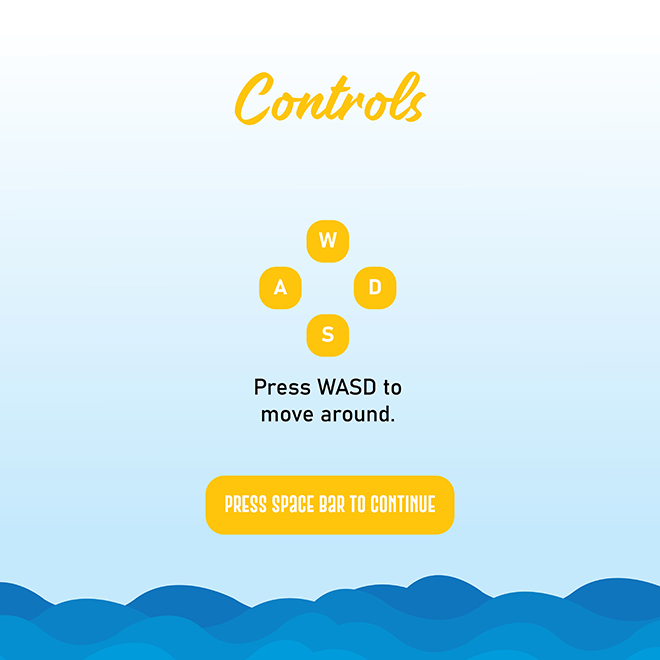 Controls
W
A D
S
Press WASD to
move around.
PRESS SPACE BAR TO CONTINUE